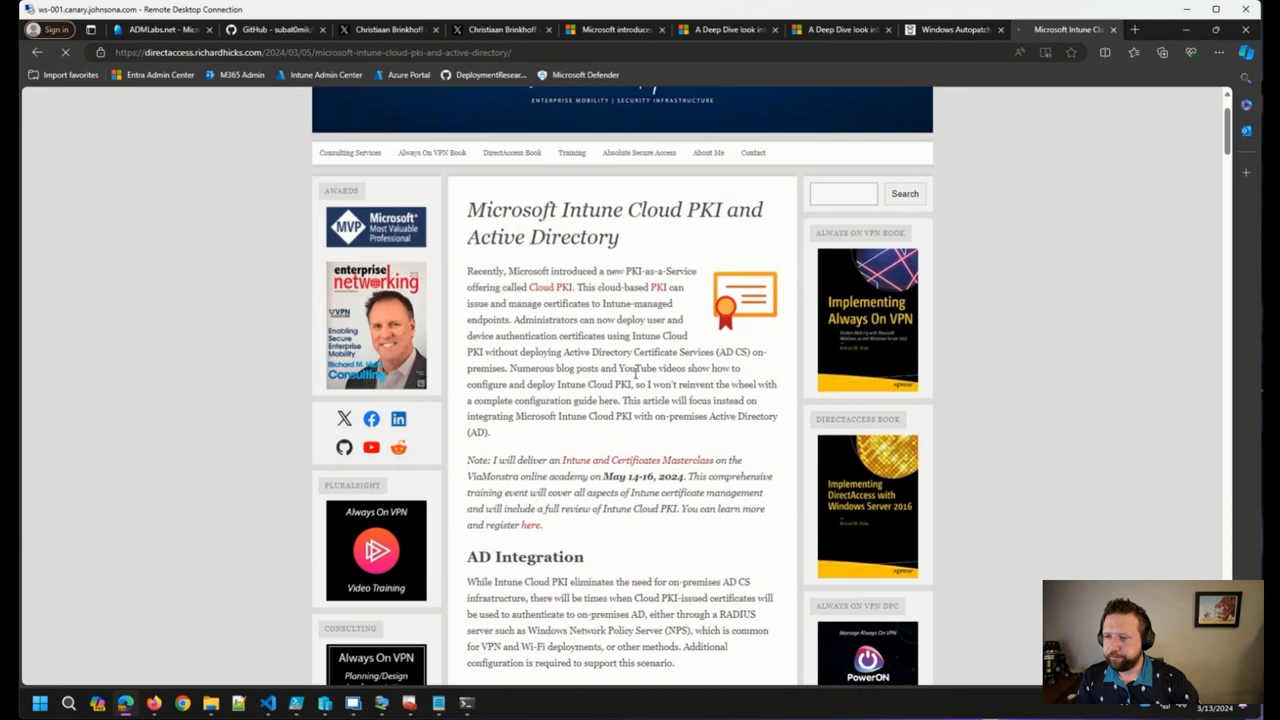 ws-001.canary.johnsona.com - Remote Desktop Connection
Sign in
ADMLabs.net - Mic
GitHub - subat0mik/
Christiaan Brinkhoff
Christiaan Brinkhoff
Microsoft introduce
A Deep Dive look int
A Deep Dive look int
Windows Autopatch
Microsoft Intune Clo
https://directaccess.richardhicks.com/2024/03/05/microsoft-intune-cloud-pki-and-active-directory/
Import favorites
Entra Admin Center
M365 Admin
Intune Admin Center
Azure Portal
DeploymentResear...
Microsoft Defender
ENTERPRISE MOBILITY | SECURITY INFRASTRUCTURE
Consulting Services
Always On VPN Book
DirectAccess Book
Training
Absolute Secure Access
About Me
Contact
AWARDS
Microsoft®
Most Valuable
Professional
MVP
enterprise
networking
VPN
Enabling
Secure
Enterprise
Mobility
Richard M. Hicks
Consulting
PLURALSIGHT
Always On VPN
Video Training
CONSULTING
Always On VPN
Planning/Design
Microsoft Intune Cloud PKI and
Active Directory
Recently, Microsoft introduced a new PKI-as-a-Service
offering called Cloud PKI. This cloud-based PKI can
issue and manage certificates to Intune-managed
endpoints. Administrators can now deploy user and
device authentication certificates using Intune Cloud
PKI without deploying Active Directory Certificate Services (AD CS) on-
premises. Numerous blog posts and YouTube videos show how to
configure and deploy Intune Cloud PKI, so I won't reinvent the wheel with
a complete configuration guide here. This article will focus instead on
integrating Microsoft Intune Cloud PKI with on-premises Active Directory
(AD).
Note: I will deliver an Intune and Certificates Masterclass on the
ViaMonstra online academy on May 14-16, 2024. This comprehensive
training event will cover all aspects of Intune certificate management
and will include a full review of Intune Cloud PKI. You can learn more
and register here.
AD Integration
While Intune Cloud PKI eliminates the need for on-premises AD CS
infrastructure, there will be times when Cloud PKI-issued certificates will
be used to authenticate to on-premises AD, either through a RADIUS
server such as Windows Network Policy Server (NPS), which is common
for VPN and Wi-Fi deployments, or other methods. Additional
configuration is required to support this scenario.
Search
ALWAYS ON VPN BOOK
Implementing
Always On VPN
Richard M. Hicks
Apress
DIRECTACCESS BOOK
Implementing
DirectAccess with
Windows Server 2016
Richard M. Hicks
Apress
ALWAYS ON VPN DPC
Manage Always On VPN
PowerON
3/13/2024